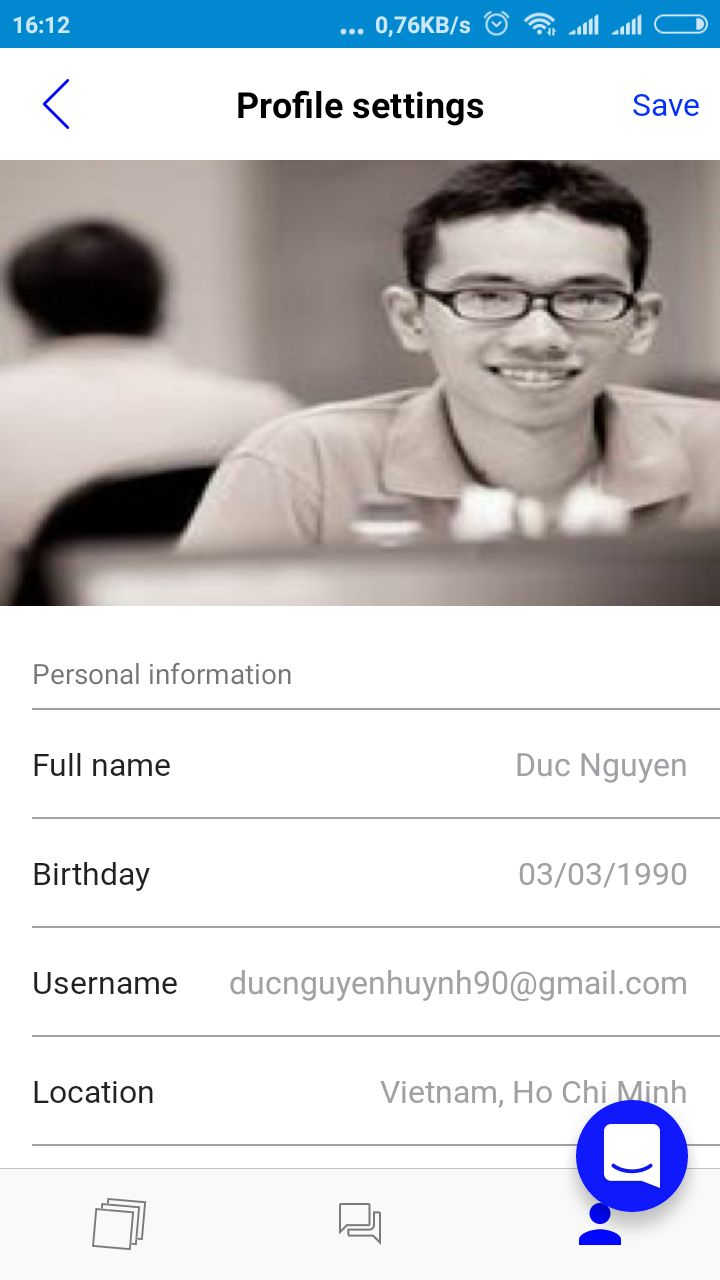 16:12 ... 0,76KB/s
Profile settings Save
Personal information
Full name Duc Nguyen
Birthday 03/03/1990
Username ducnguyenhuynh90@gmail.com
Location Vietnam, Ho Chi Minh